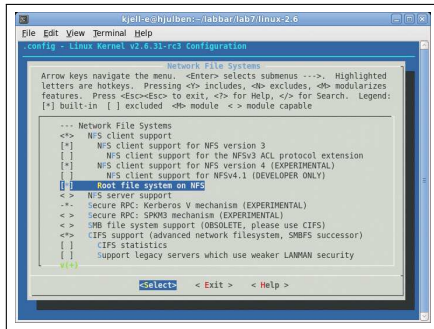 kjell-e@hjulben:~/labbar/lab7/linux-2.6
File Edit View Terminal Help
.config - Linux Kernel v2.6.31-rc3 Configuration
Network File Systems
Arrow keys navigate the menu. <Enter> selects submenus --->. Highlighted
letters are hotkeys. Pressing <Y> includes, <N> excludes, <M> modularizes
features. Press <Esc><Esc> to exit, <?> for Help, </> for Search. Legend:
[*] built-in [ ] excluded <M> module < > module capable
--- Network File Systems
<*> NFS client support
[*] NFS client support for NFS version 3
[ ] NFS client support for the NFSv3 ACL protocol extension
[*] NFS client support for NFS version 4 (EXPERIMENTAL)
[ ] NFS client support for NFSv4.1 (DEVELOPER ONLY)
[*] Root file system on NFS
< > NFS server support
-*- Secure RPC: Kerberos V mechanism (EXPERIMENTAL)
< > Secure RPC: SPKM3 mechanism (EXPERIMENTAL)
< > SMB file system support (OBSOLETE, please use CIFS)
<*> CIFS support (advanced network filesystem, SMBFS successor)
[ ] CIFS statistics
[ ] Support legacy servers which use weaker LANMAN security
<Select> < Exit > < Help >